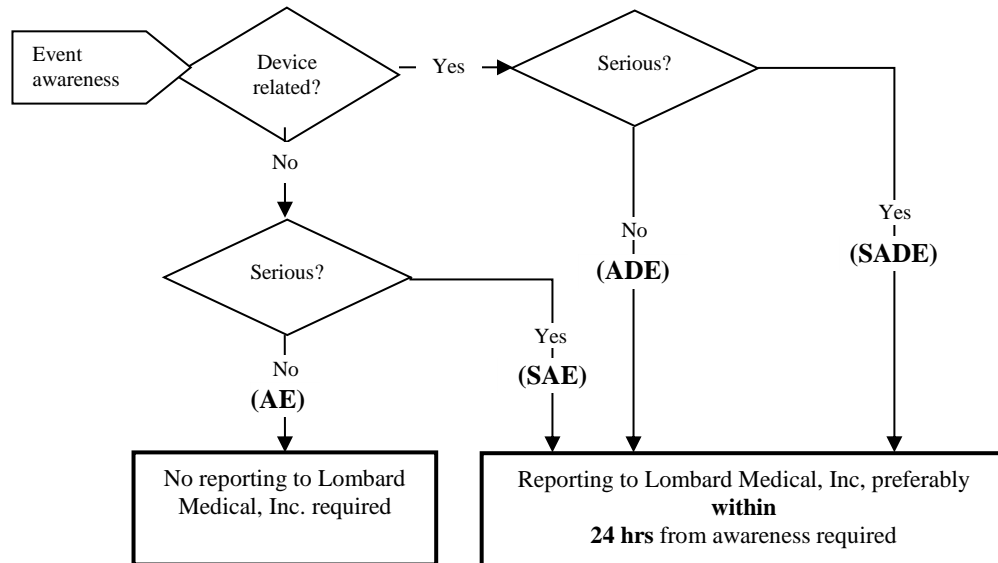 Event
awareness
Device
related?
Yes
Serious?
No
Yes
(SADE)
No
(ADE)
Serious?
Yes
(SAE)
No
(AE)
No reporting to Lombard
Medical, Inc. required
Reporting to Lombard Medical, Inc, preferably
within
24 hrs from awareness required